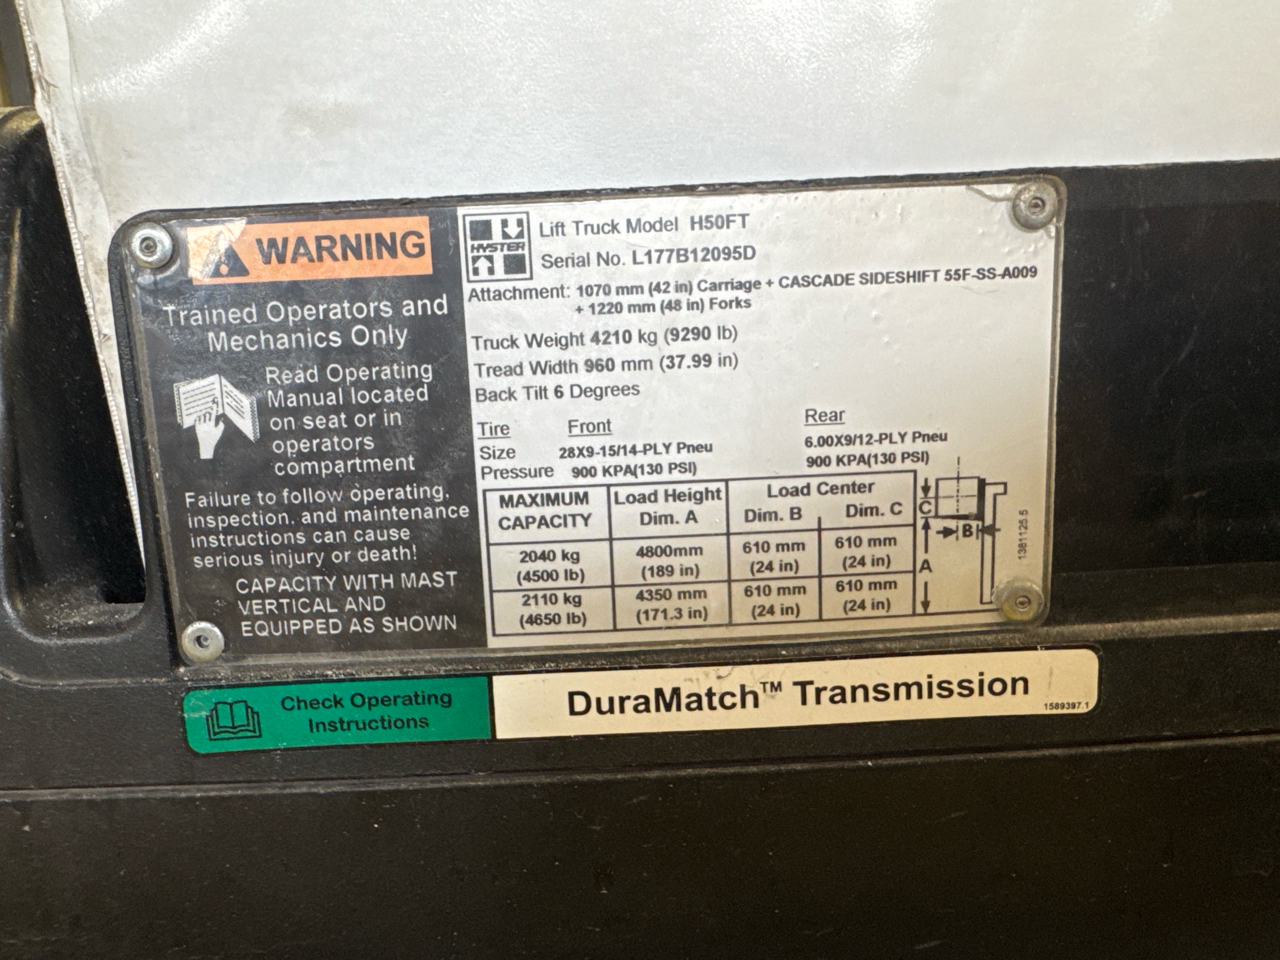 WARNING
Trained Operators and
Mechanics Only
Read Operating
Manual located
on seat or in
operators
compartment
Failure to follow operating,
inspection, and maintenance
instructions can cause
serious injury or death!
CAPACITY WITH MAST
VERTICAL AND
EQUIPPED AS SHOWN
HYSTER
Lift Truck Model H50FT
Serial No. L177B12095D
Attachment: 1070 mm (42 in) Carriage + CASCADE SIDESHIFT 55F-SS-A009
+ 1220 mm (48 in) Forks
Truck Weight 4210 kg (9290 lb)
Tread Width 960 mm (37.99 in)
Back Tilt 6 Degrees
Tire Front Rear
Size 28X9-15/14-PLY Pneu 6.00X9/12-PLY Pneu
Pressure 900 KPA(130 PSI) 900 KPA(130 PSI)
MAXIMUM Load Height Load Center
CAPACITY Dim. A Dim. B Dim. C
2040 kg 4800mm 610 mm 610 mm
(4500 lb) (189 in) (24 in) (24 in)
2110 kg 4350 mm 610 mm 610 mm
(4650 lb) (171.3 in) (24 in) (24 in)
C
B
A
1381125.5
Check Operating
Instructions
DuraMatch™ Transmission
1589397.1